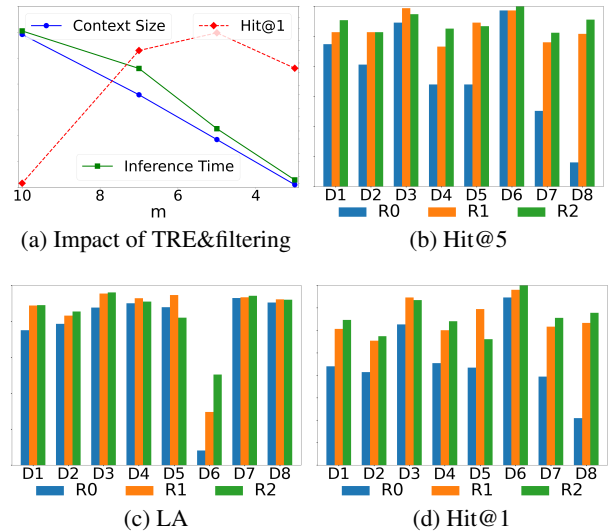 Context Size
Hit@1
Inference Time
10 8 6 4
m
(a) Impact of TRE&filtering
D1 D2 D3 D4 D5 D6 D7 D8
R0 R1 R2
(b) Hit@5
D1 D2 D3 D4 D5 D6 D7 D8
R0 R1 R2
(c) LA
D1 D2 D3 D4 D5 D6 D7 D8
R0 R1 R2
(d) Hit@1